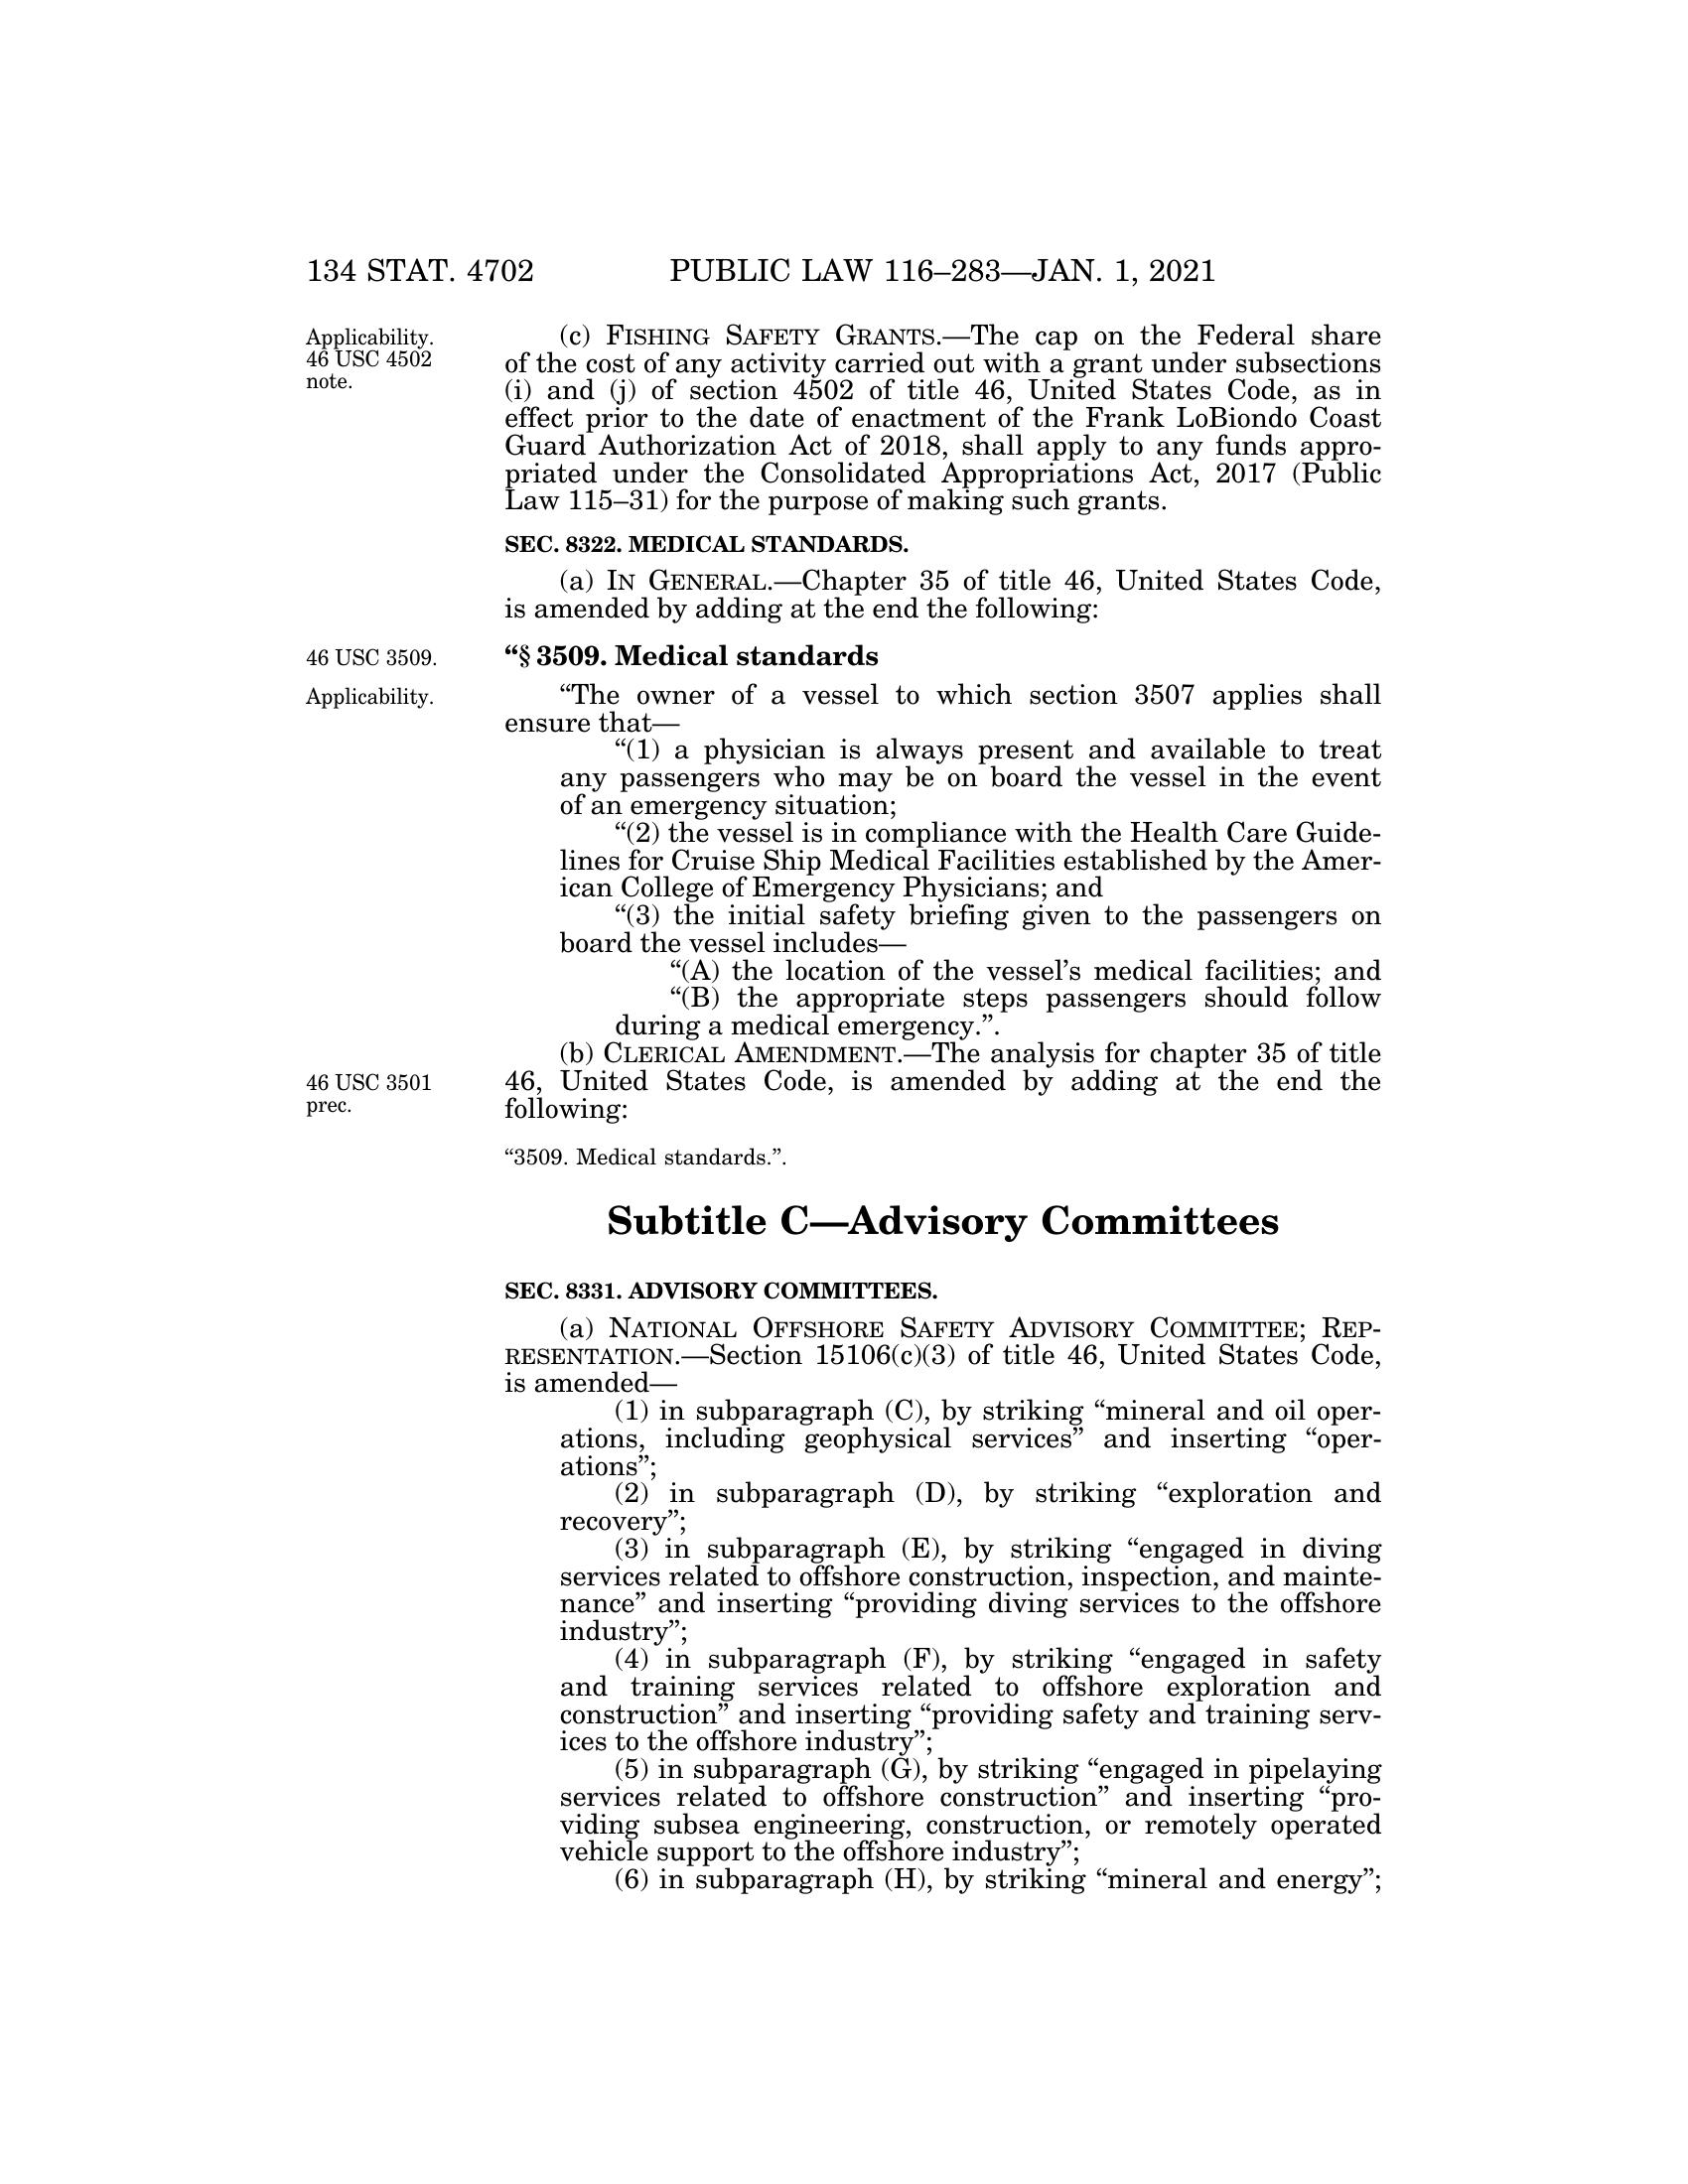 134 STAT. 4702 PUBLIC LAW 116–283—JAN. 1, 2021
Applicability.
46 USC 4502
note.
(c) FISHING SAFETY GRANTS.—The cap on the Federal share
of the cost of any activity carried out with a grant under subsections
(i) and (j) of section 4502 of title 46, United States Code, as in
effect prior to the date of enactment of the Frank LoBiondo Coast
Guard Authorization Act of 2018, shall apply to any funds appro-
priated under the Consolidated Appropriations Act, 2017 (Public
Law 115–31) for the purpose of making such grants.
SEC. 8322. MEDICAL STANDARDS.
(a) IN GENERAL.—Chapter 35 of title 46, United States Code,
is amended by adding at the end the following:
46 USC 3509.
“§ 3509. Medical standards
Applicability.
“The owner of a vessel to which section 3507 applies shall
ensure that—
“(1) a physician is always present and available to treat
any passengers who may be on board the vessel in the event
of an emergency situation;
“(2) the vessel is in compliance with the Health Care Guide-
lines for Cruise Ship Medical Facilities established by the Amer-
ican College of Emergency Physicians; and
“(3) the initial safety briefing given to the passengers on
board the vessel includes—
“(A) the location of the vessel’s medical facilities; and
“(B) the appropriate steps passengers should follow
during a medical emergency.”.
(b) CLERICAL AMENDMENT.—The analysis for chapter 35 of title
46, United States Code, is amended by adding at the end the
following:
46 USC 3501
prec.
“3509. Medical standards.”.
Subtitle C—Advisory Committees
SEC. 8331. ADVISORY COMMITTEES.
(a) NATIONAL OFFSHORE SAFETY ADVISORY COMMITTEE; REP-
RESENTATION.—Section 15106(c)(3) of title 46, United States Code,
is amended—
(1) in subparagraph (C), by striking “mineral and oil oper-
ations, including geophysical services” and inserting “oper-
ations”;
(2) in subparagraph (D), by striking “exploration and
recovery”;
(3) in subparagraph (E), by striking “engaged in diving
services related to offshore construction, inspection, and mainte-
nance” and inserting “providing diving services to the offshore
industry”;
(4) in subparagraph (F), by striking “engaged in safety
and training services related to offshore exploration and
construction” and inserting “providing safety and training serv-
ices to the offshore industry”;
(5) in subparagraph (G), by striking “engaged in pipelaying
services related to offshore construction” and inserting “pro-
viding subsea engineering, construction, or remotely operated
vehicle support to the offshore industry”;
(6) in subparagraph (H), by striking “mineral and energy”;